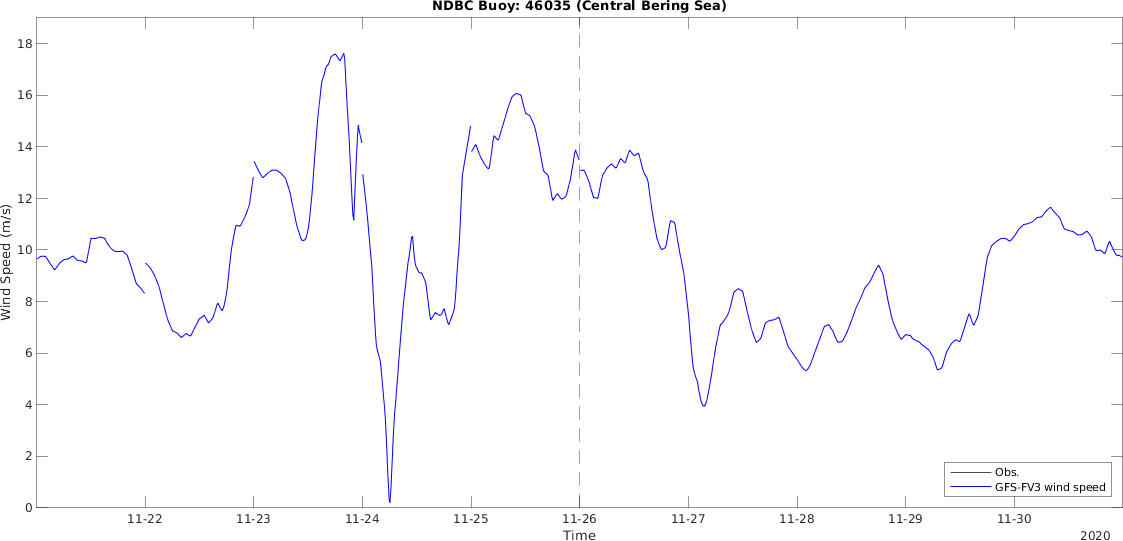 NDBC Buoy: 46035 (Central Bering Sea)
Wind Speed (m/s)
18
16
14
12
10
8
6
4
2
0
11-22 11-23 11-24 11-25 11-26 11-27 11-28 11-29 11-30
Time
2020
Obs.
GFS-FV3 wind speed